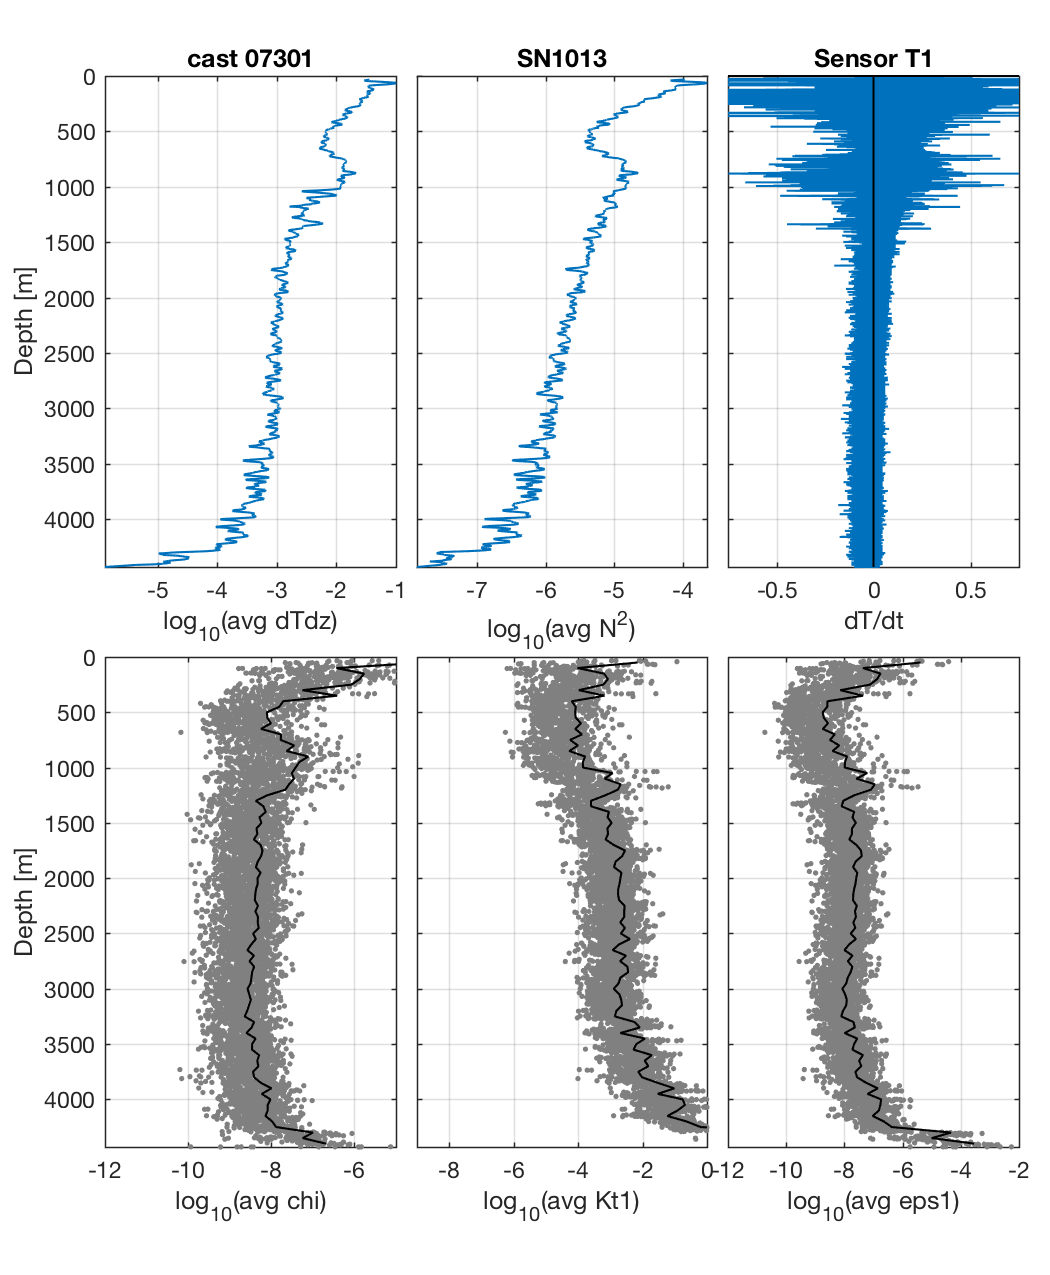 cast 07301 SN1013 Sensor T1
0
500
1000
1500
2000
2500
3000
3500
4000
Depth [m]
-5 -4 -3 -2 -1 -7 -6 -5 -4 -0.5 0 0.5
log10(avg dTdz) log10(avg N2) dT/dt
0
500
1000
1500
2000
2500
3000
3500
4000
Depth [m]
-12 -10 -8 -6 -8 -6 -4 -2 0 -12 -10 -8 -6 -4 -2
log10(avg chi) log10(avg Kt1) log10(avg eps1)